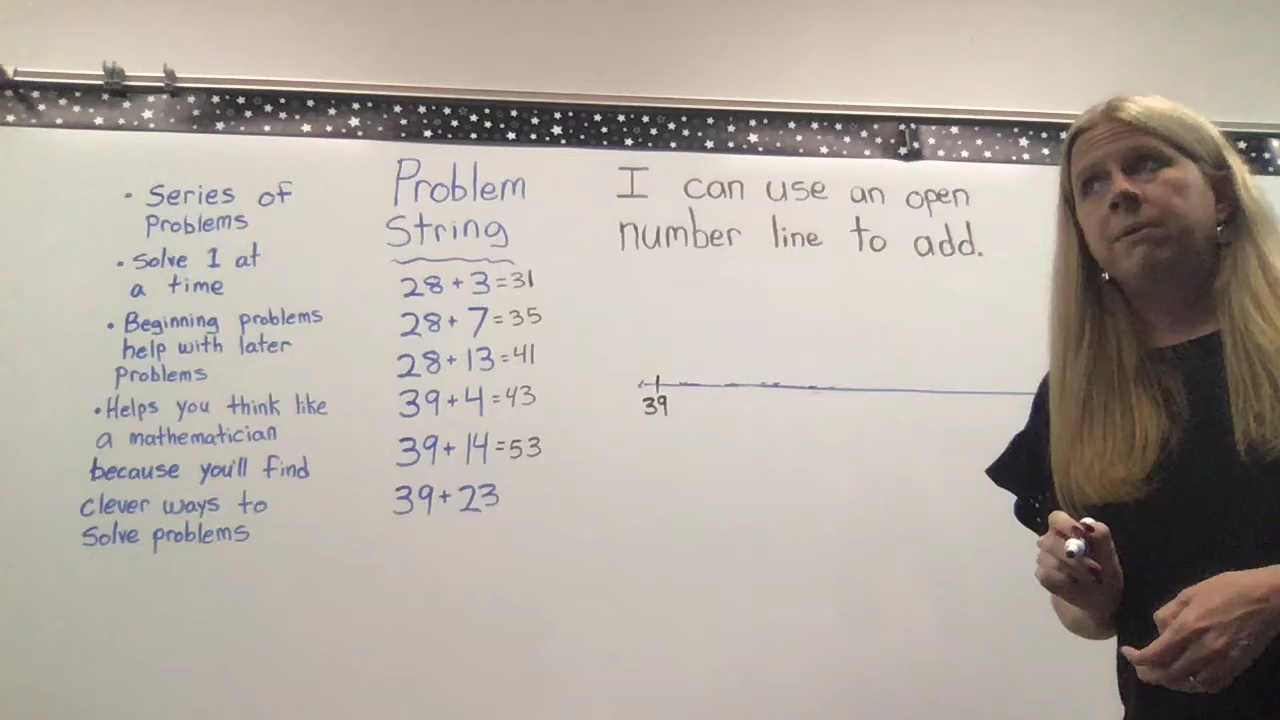 • Series of
Problems
• Solve 1 at
a time
• Beginning problems
help with later
Problems
• Helps you think like
a mathematician
because you'll find
clever ways to
Solve problems
Problem
String
28 + 3 = 31
28 + 7 = 35
28 + 13 = 41
39 + 4 = 43
39 + 14 = 53
39 + 23
I can use an open
number line to add.
39